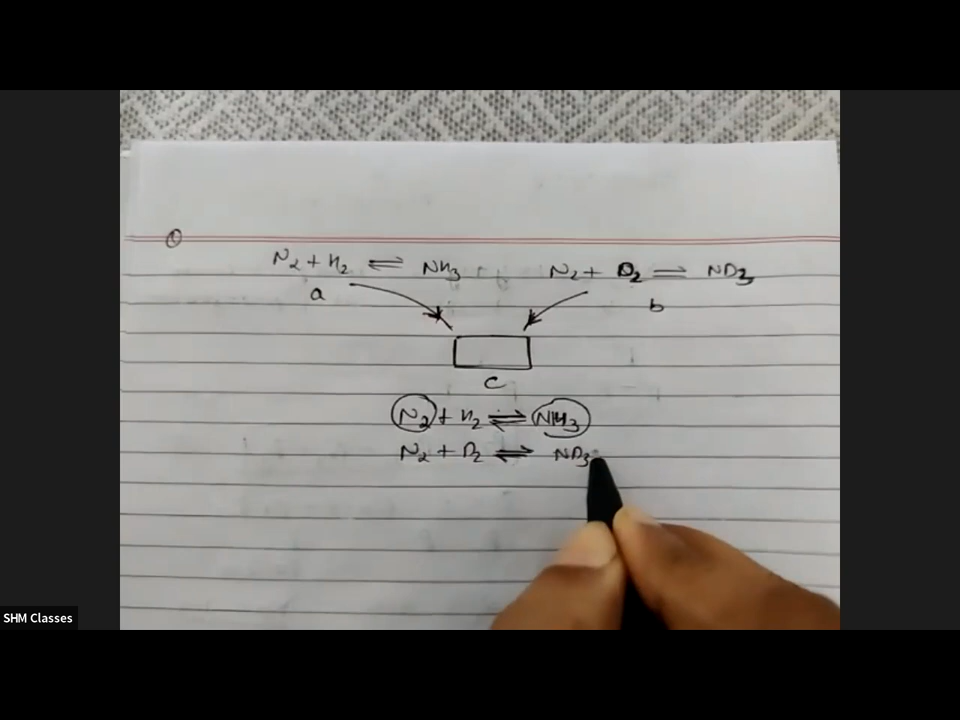 ①
N₂ + H₂ ⇌ NH₃ N₂ + D₂ ⇌ ND₃
a b
c
N₂ + H₂ ⇌ NH₃
N₂ + D₂ ⇌ ND₃
SHM Classes